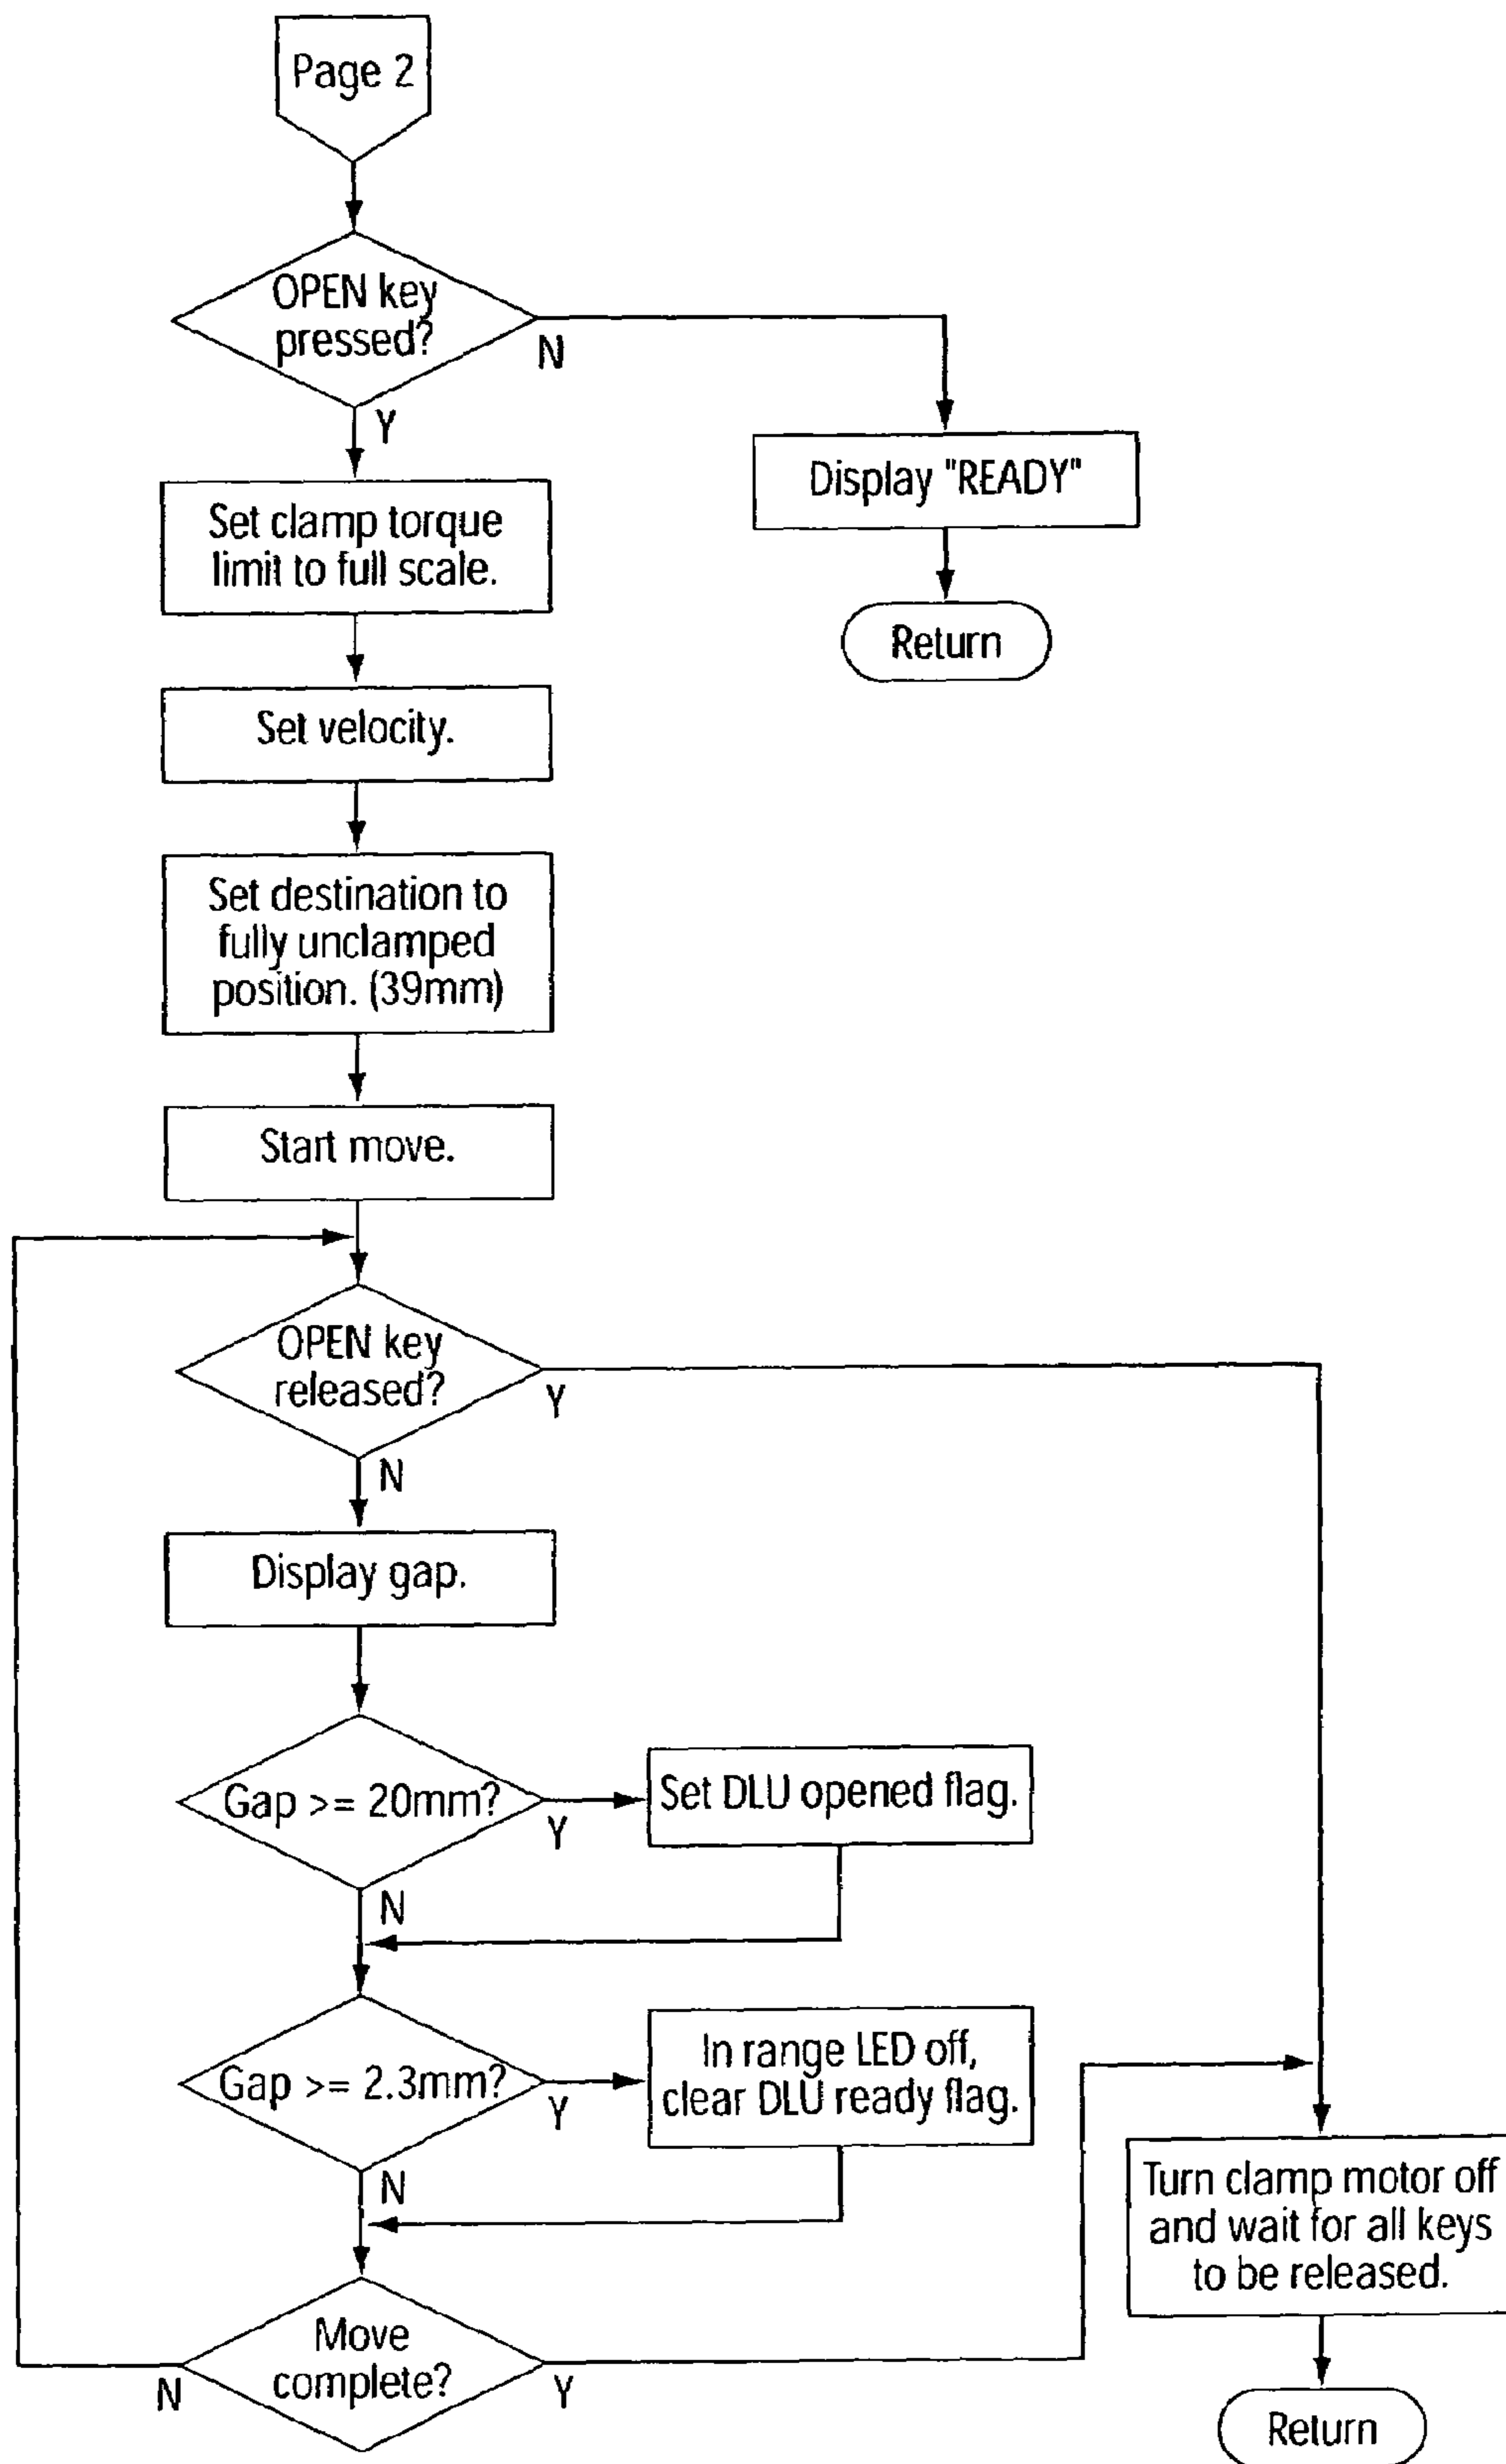 Page 2
OPEN key
pressed?
N
Y
Display "READY"
Return
Set clamp torque
limit to full scale.
Set velocity.
Set destination to
fully unclamped
position. (39mm)
Start move.
OPEN key
released?
Y
N
Display gap.
Gap >= 20mm?
Y
Set DLU opened flag.
N
Gap >= 2.3mm?
Y
In range LED off,
clear DLU ready flag.
N
Move
complete?
N
Y
Turn clamp motor off
and wait for all keys
to be released.
Return